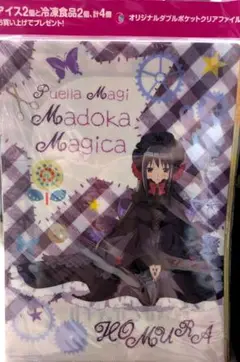 アイス2個と冷凍食品2個、計4個
お買い上げでプレゼント!
オリジナルダブルポケットクリアファイル
Puella Magi
Madoka
Magica
HOMURA